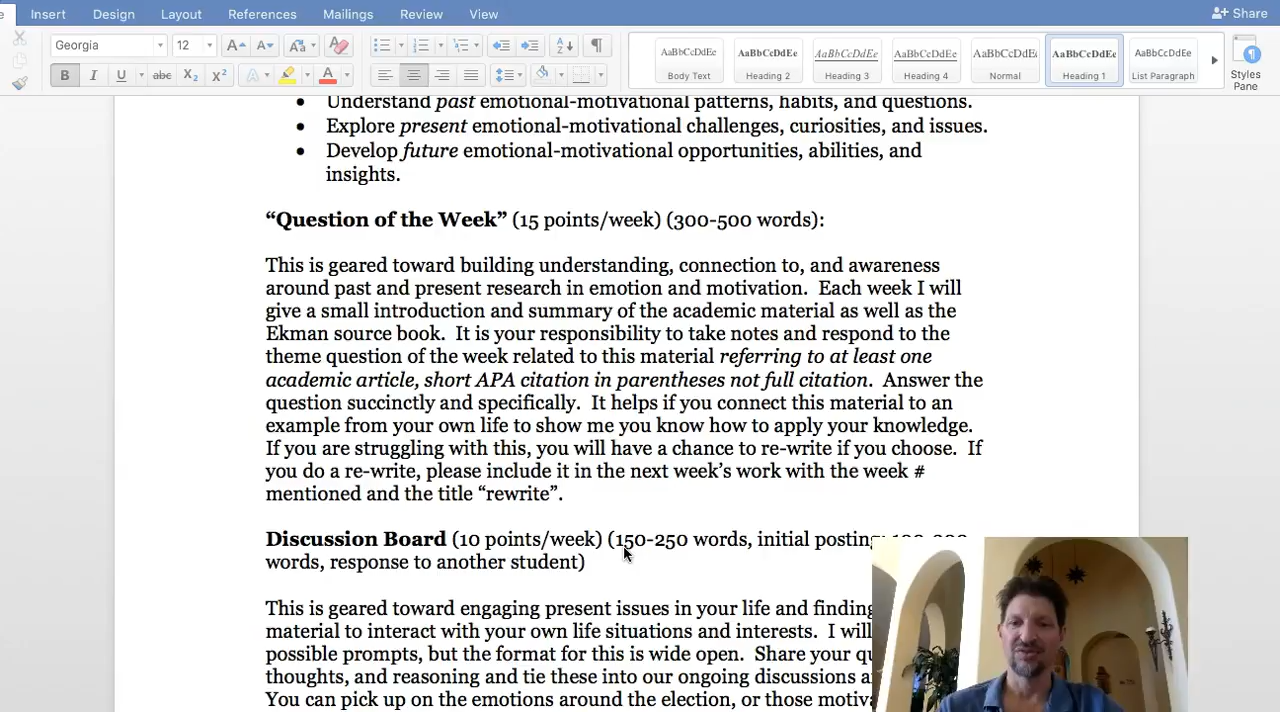 Insert Design Layout References Mailings Review View Share
Georgia 12 AaBbCcDdEe AaBbCcDdEe AaBbCcDdEe AaBbCcDdEe AaBbCcDdEe AaBbCcDdEe AaBbCcDdEe
Body Text Heading 2 Heading 3 Heading 4 Normal Heading 1 List Paragraph Styles Pane
B I U abc X₂ X² A A
• Understand past emotional-motivational patterns, habits, and questions.
• Explore present emotional-motivational challenges, curiosities, and issues.
• Develop future emotional-motivational opportunities, abilities, and
insights.
“Question of the Week” (15 points/week) (300-500 words):
This is geared toward building understanding, connection to, and awareness
around past and present research in emotion and motivation. Each week I will
give a small introduction and summary of the academic material as well as the
Ekman source book. It is your responsibility to take notes and respond to the
theme question of the week related to this material referring to at least one
academic article, short APA citation in parentheses not full citation. Answer the
question succinctly and specifically. It helps if you connect this material to an
example from your own life to show me you know how to apply your knowledge.
If you are struggling with this, you will have a chance to re-write if you choose. If
you do a re-write, please include it in the next week’s work with the week #
mentioned and the title “rewrite”.
Discussion Board (10 points/week) (150-250 words, initial posting;
words, response to another student)
This is geared toward engaging present issues in your life and finding
material to interact with your own life situations and interests. I will
possible prompts, but the format for this is wide open. Share your
thoughts, and reasoning and tie these into our ongoing discussions
You can pick up on the emotions around the election, or those